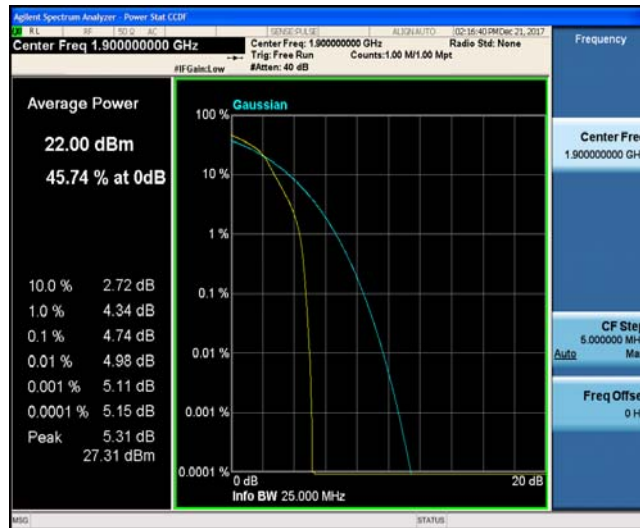 Agilent Spectrum Analyzer - Power Stat CCDF
RL RF 50 Ω AC SENSE:PULSE ALIGN AUTO 02:16:40 PM Dec 21, 2017
Center Freq 1.900000000 GHz
Center Freq: 1.900000000 GHz Radio Std: None
Trig: Free Run Counts:1.00 M/1.00 Mpt
#IFGain:Low #Atten: 40 dB
Frequency
Average Power
22.00 dBm
45.74 % at 0dB
10.0 % 2.72 dB
1.0 % 4.34 dB
0.1 % 4.74 dB
0.01 % 4.98 dB
0.001 % 5.11 dB
0.0001 % 5.15 dB
Peak 5.31 dB
27.31 dBm
Gaussian
100 %
10 %
1 %
0.1 %
0.01 %
0.001 %
0.0001 %
0 dB 20 dB
Info BW 25.000 MHz
Center Fre
1.900000000 GH
CF Step
5.000000 MH
Auto Ma
Freq Offse
0 H
MSG STATUS